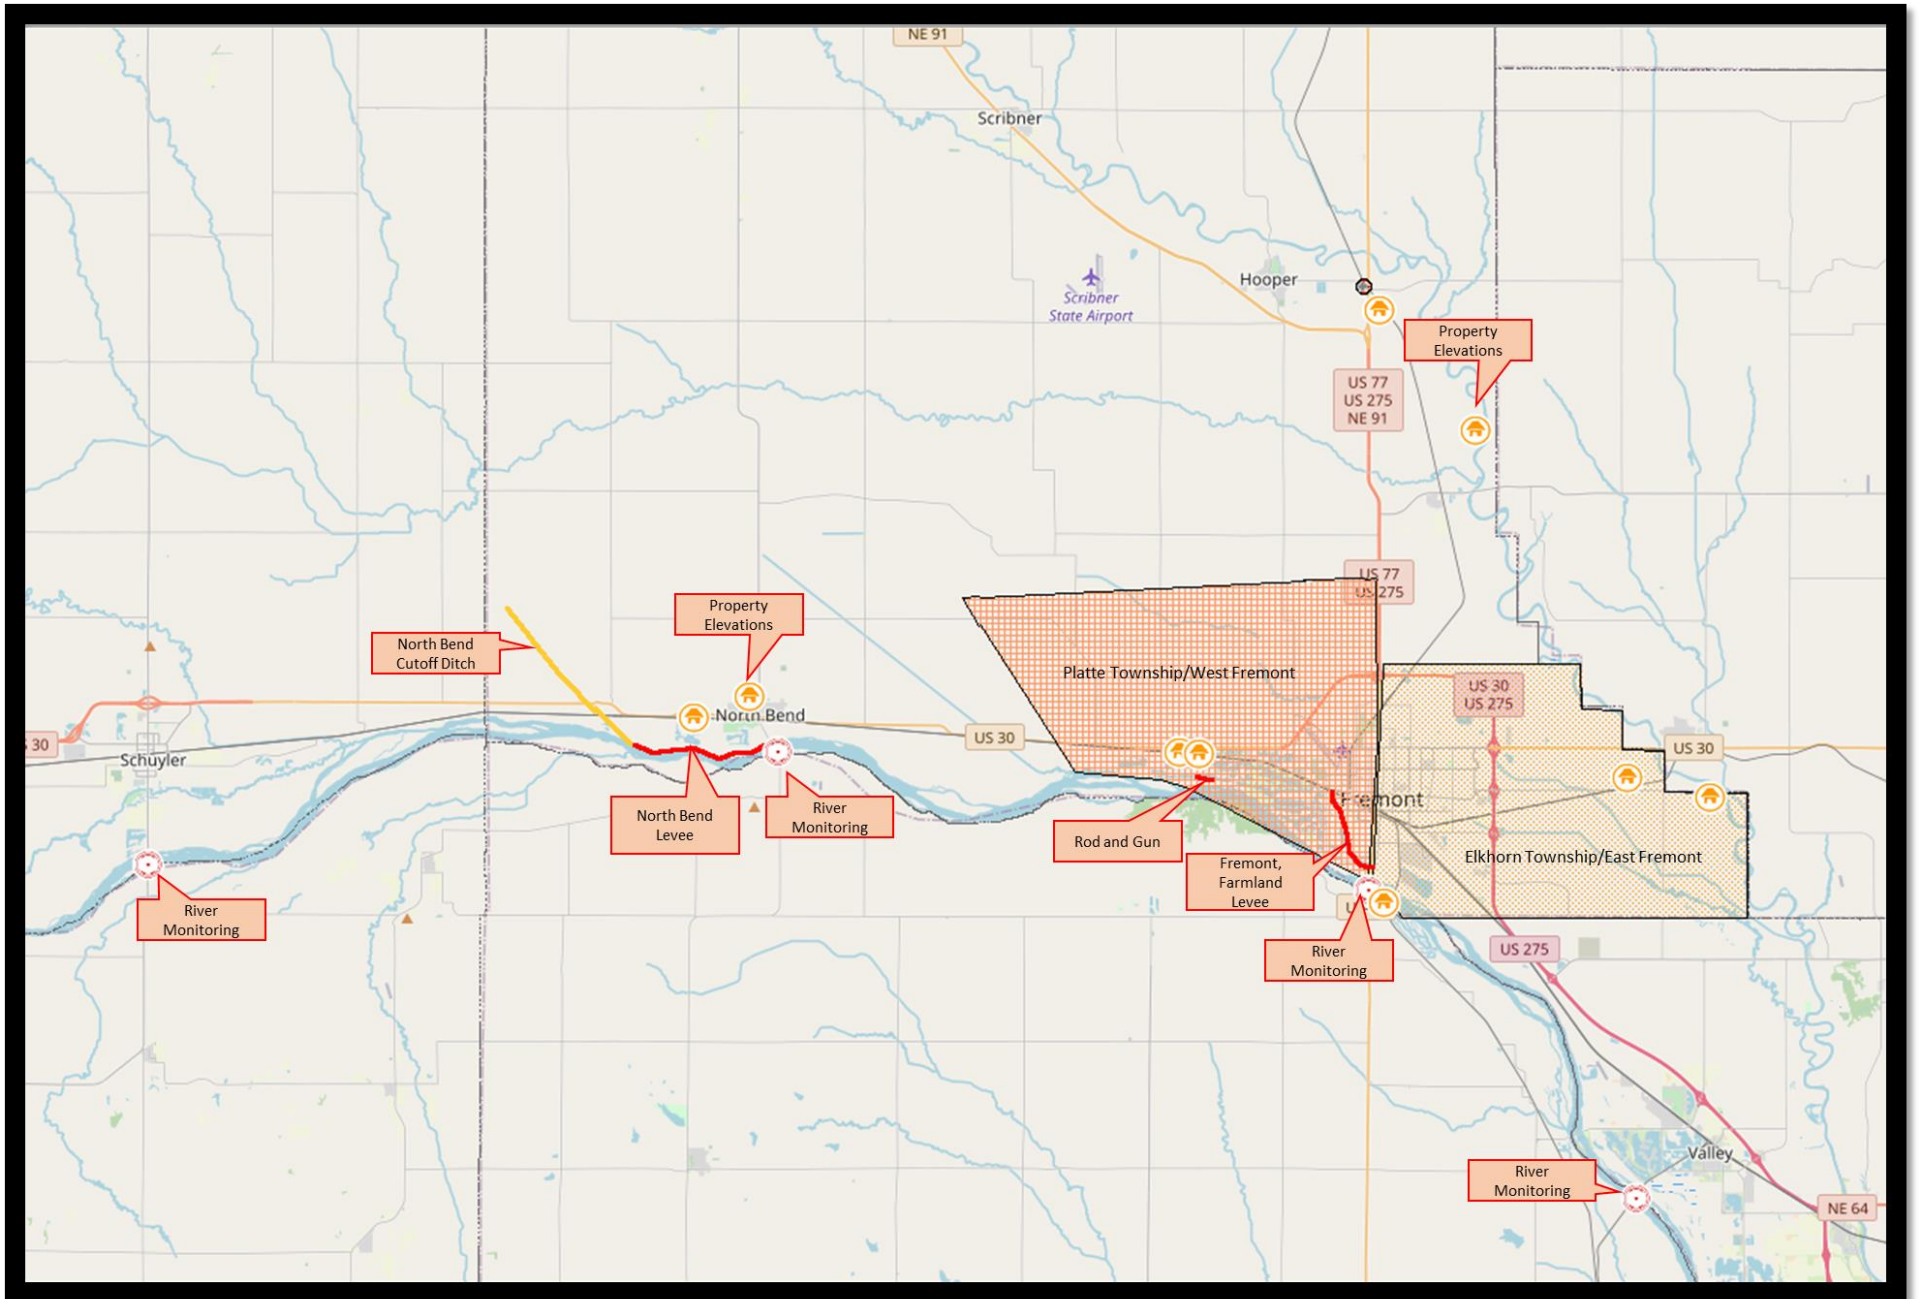 NE 91
Scribner
Hooper
Scribner
State Airport
Property
Elevations
US 77
US 275
NE 91
US 77
US 275
Property
Elevations
North Bend
Cutoff Ditch
Platte Township/West Fremont
US 30
US 275
North Bend
30
US 30
US 30
Schuyler
Fremont
North Bend
Levee
River
Monitoring
Rod and Gun
Elkhorn Township/East Fremont
Fremont,
Farmland
Levee
River
Monitoring
U
River
Monitoring
US 275
Valley
River
Monitoring
NE 64